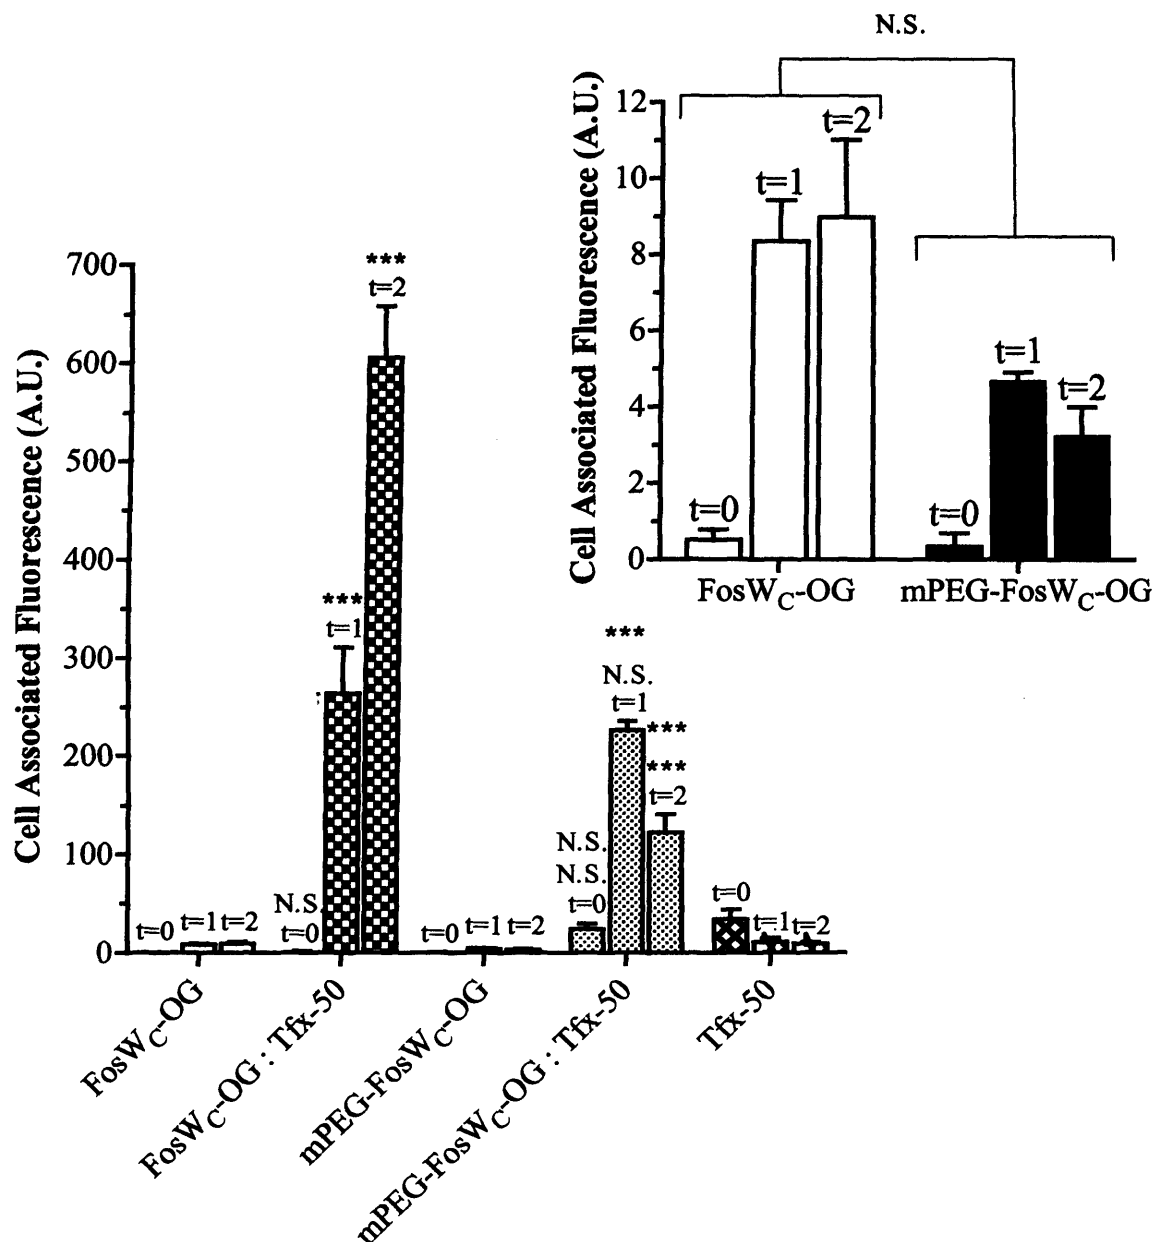 N.S.
Cell Associated Fluorescence (A.U.)
12
10
8
6
4
2
0
t=0
t=1
t=2
t=0
t=1
t=2
FosWC-OG
mPEG-FosWC-OG
Cell Associated Fluorescence (A.U.)
700
600
500
400
300
200
100
0
t=0
t=1
t=2
N.S.
t=0
***
t=1
***
t=2
t=0
t=1
t=2
N.S.
N.S.
t=0
***
N.S.
t=1
***
***
t=2
t=0
t=1
t=2
FosWC-OG
FosWC-OG : Tfx-50
mPEG-FosWC-OG
mPEG-FosWC-OG : Tfx-50
Tfx-50